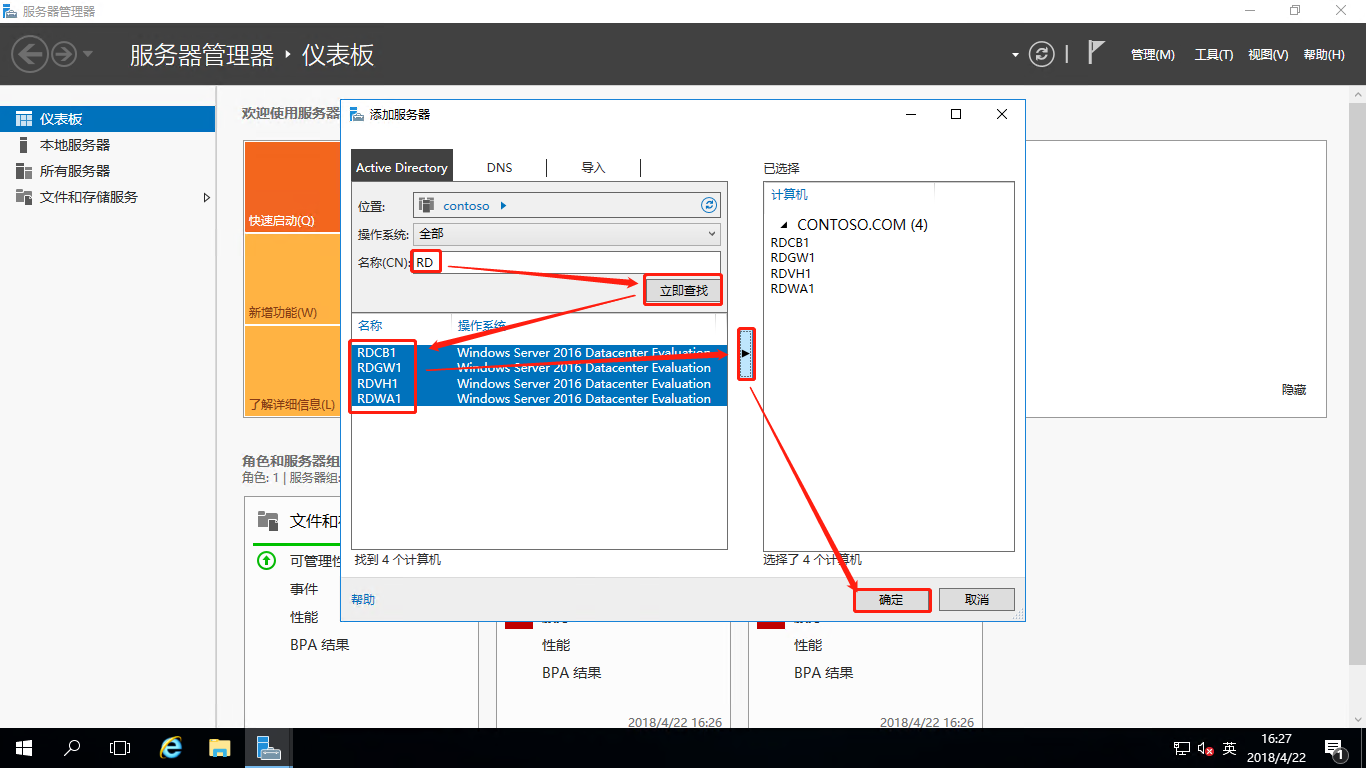 服务器管理器
服务器管理器 · 仪表板
管理(M) 工具(T) 视图(V) 帮助(H)
仪表板
本地服务器
所有服务器
文件和存储服务
欢迎使用服务器
快速启动(Q)
新增功能(W)
了解详细信息(L)
隐藏
角色和服务器组
角色: 1 | 服务器组:
文件和
可管理性
事件
性能
BPA 结果
性能
BPA 结果
2018/4/22 16:26
性能
BPA 结果
2018/4/22 16:26
添加服务器
Active Directory DNS 导入
位置: contoso
操作系统: 全部
名称(CN): RD
立即查找
名称 操作系统
RDCB1 Windows Server 2016 Datacenter Evaluation
RDGW1 Windows Server 2016 Datacenter Evaluation
RDVH1 Windows Server 2016 Datacenter Evaluation
RDWA1 Windows Server 2016 Datacenter Evaluation
找到 4 个计算机
已选择
计算机
CONTOSO.COM (4)
RDCB1
RDGW1
RDVH1
RDWA1
选择了 4 个计算机
帮助
确定 取消
英
16:27
2018/4/22
1